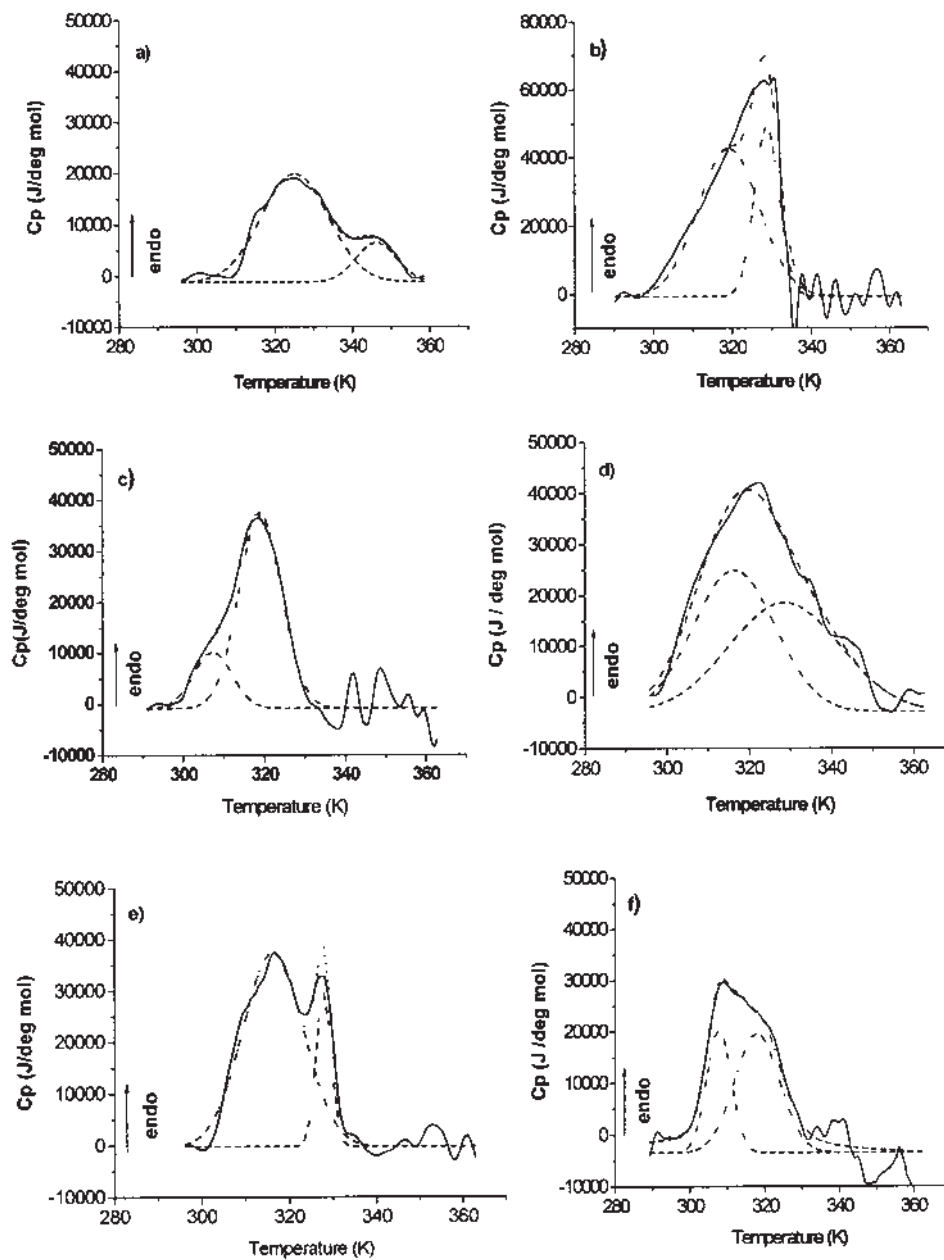 a)
50000
40000
30000
20000
10000
0
-10000
Cp (J/deg mol)
endo
280 300 320 340 360
Temperature (K)
b)
80000
60000
40000
20000
0
Cp (J/deg mol)
endo
280 300 320 340 360
Temperature (K)
c)
50000
40000
30000
20000
10000
0
-10000
Cp(J/deg mol)
endo
280 300 320 340 360
Temperature (K)
d)
50000
40000
30000
20000
10000
0
-10000
Cp (J / deg mol)
endo
280 300 320 340 360
Temperature (K)
e)
50000
40000
30000
20000
10000
0
-10000
Cp (J/deg mol)
endo
280 300 320 340 360
Temperature (K)
f)
50000
40000
30000
20000
10000
0
-10000
Cp (J /deg mol)
endo
280 300 320 340 360
Temperature (K)